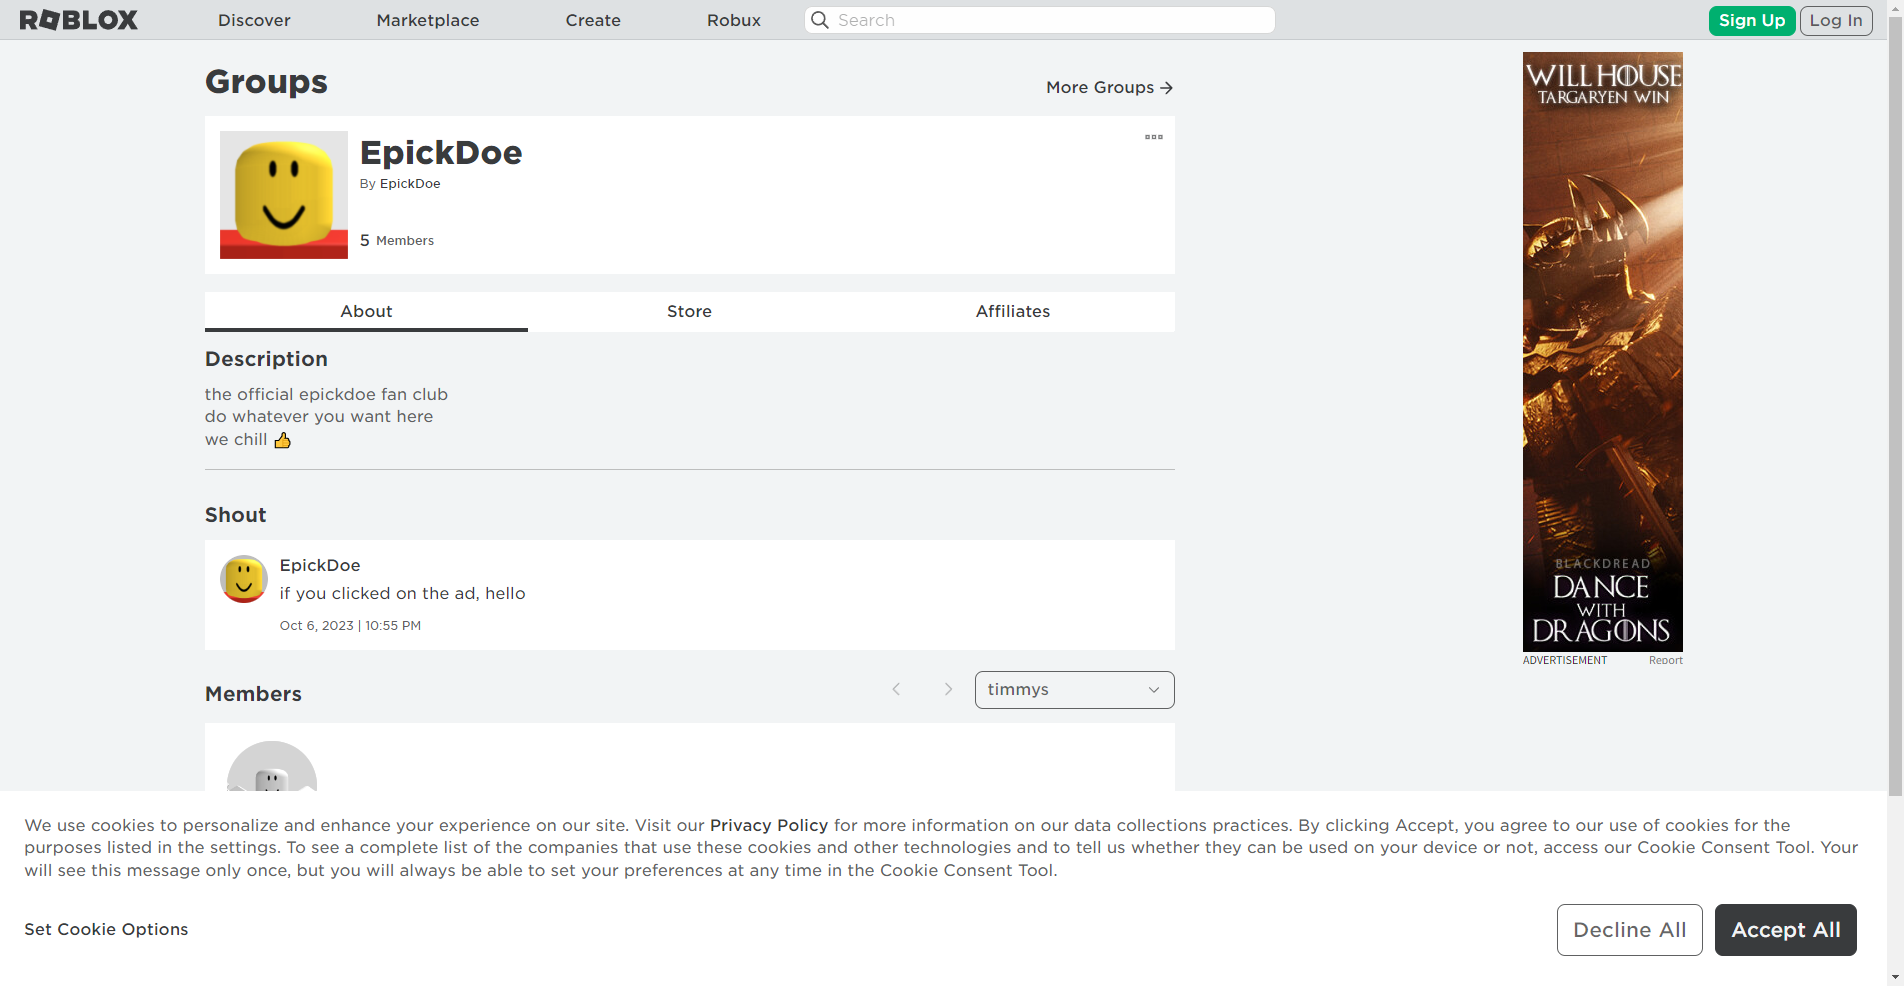 ROBLOX
Discover
Marketplace
Create
Robux
Search
Sign Up
Log In
Groups
More Groups
EpickDoe
By EpickDoe
5 Members
About
Store
Affiliates
Description
the official epickdoe fan club
do whatever you want here
we chill 👍
Shout
EpickDoe
if you clicked on the ad, hello
Oct 6, 2023 | 10:55 PM
Members
timmys
WILL HOUSE
TARGARYEN WIN
BLACKDREAD
DANCE
WITH
DRAGONS
ADVERTISEMENT
Report
We use cookies to personalize and enhance your experience on our site. Visit our Privacy Policy for more information on our data collections practices. By clicking Accept, you agree to our use of cookies for the
purposes listed in the settings. To see a complete list of the companies that use these cookies and other technologies and to tell us whether they can be used on your device or not, access our Cookie Consent Tool. Your
will see this message only once, but you will always be able to set your preferences at any time in the Cookie Consent Tool.
Set Cookie Options
Decline All
Accept All